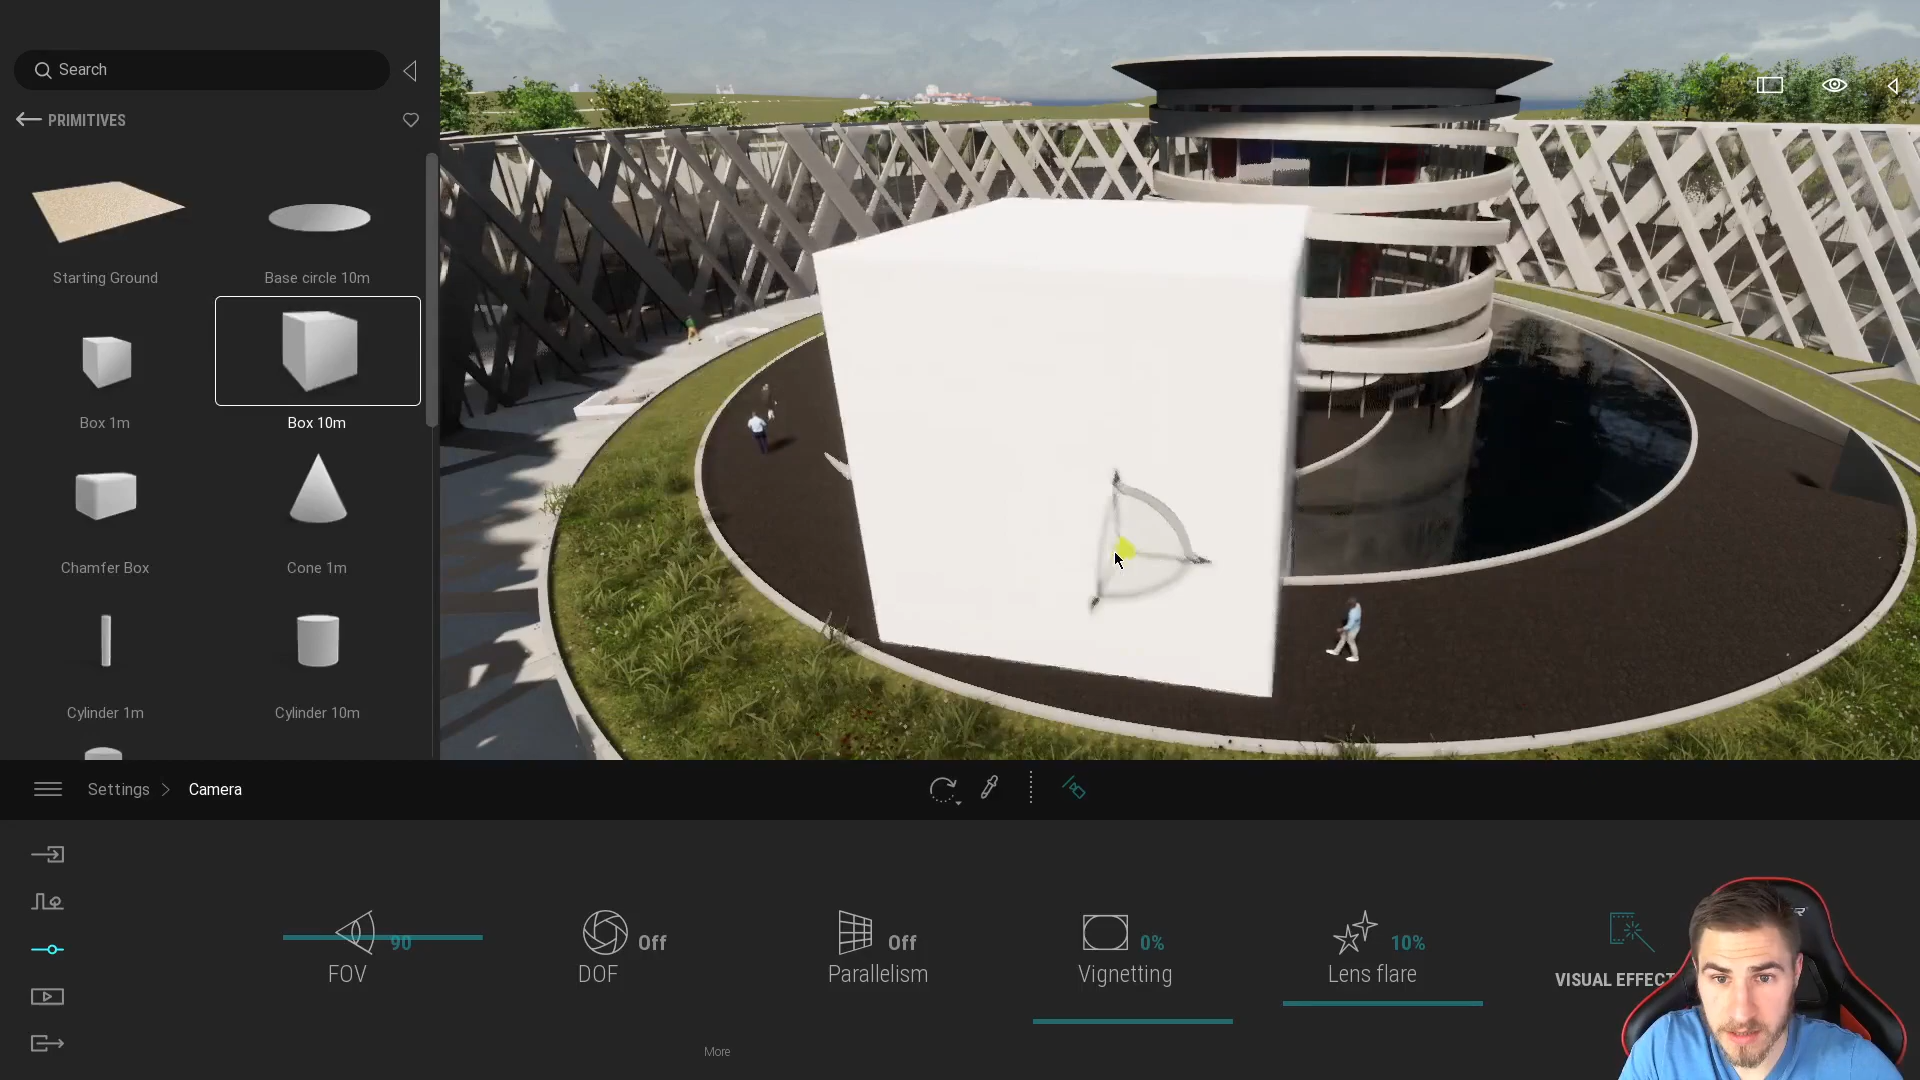 Search
PRIMITIVES
Starting Ground
Base circle 10m
Box 1m
Box 10m
Chamfer Box
Cone 1m
Cylinder 1m
Cylinder 10m
Settings
Camera
90
FOV
Off
DOF
Off
Parallelism
0%
Vignetting
10%
Lens flare
VISUAL EFFECT
More